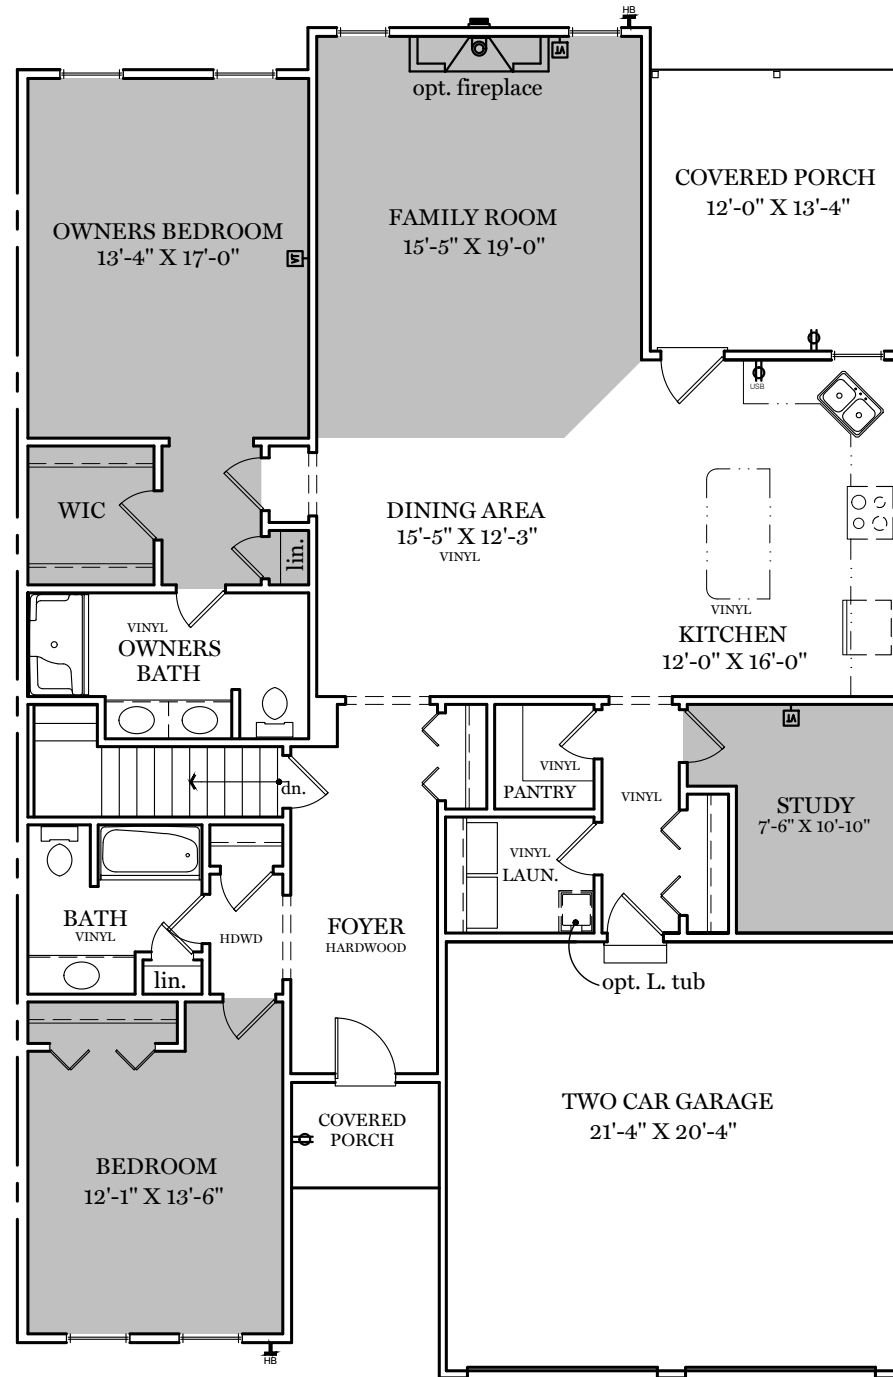 HB
VT
opt. fireplace
COVERED PORCH
12'-0" X 13'-4"
FAMILY ROOM
15'-5" X 19'-0"
OWNERS BEDROOM
13'-4" X 17'-0"
VT
USB
WIC
DINING AREA
15'-5" X 12'-3"
VINYL
lin.
VINYL
OWNERS
BATH
VINYL
KITCHEN
12'-0" X 16'-0"
VT
dn.
VINYL
PANTRY
VINYL
STUDY
7'-6" X 10'-10"
VINYL
LAUN.
BATH
VINYL
HDWD
FOYER
HARDWOOD
lin.
opt. L. tub
TWO CAR GARAGE
21'-4" X 20'-4"
COVERED
PORCH
BEDROOM
12'-1" X 13'-6"
HB